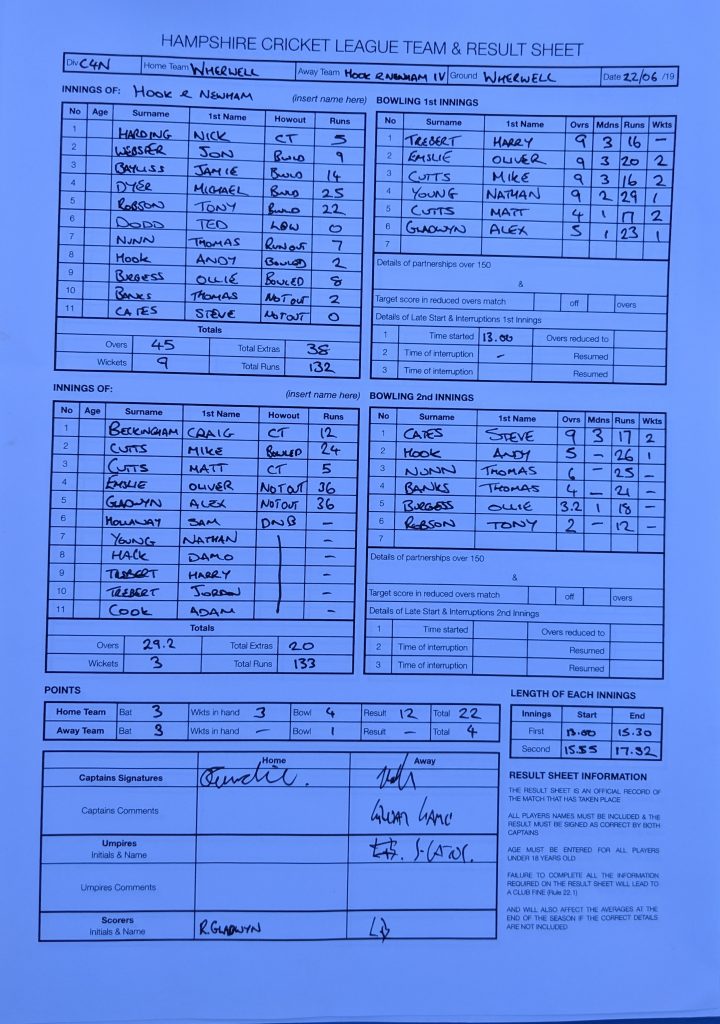 HAMPSHIRE CRICKET LEAGUE TEAM & RESULT SHEET
Div C4N Home Team WHERWELL Away Team HOOK & NEWNHAM IV Ground WHERWELL Date 22/06 /19
INNINGS OF: HOOK & NEWHAM (insert name here)
No Age Surname 1st Name Howout Runs
1 HARDING NICK CT 5
2 WEBSTER JON BWLD 9
3 BAYLISS JAMIE BWLD 14
4 DYER MICHAEL BWLD 25
5 ROBSON TONY BWLD 22
6 DODD TED LBW 0
7 NUNN THOMAS RUNOUT 7
8 HOOK ANDY BOWLED 2
9 BURGESS OLLIE BOWLED 8
10 BANKS THOMAS NOTOUT 2
11 CATES STEVE NOTOUT 0
Totals
Overs 45 Total Extras 38
Wickets 9 Total Runs 132
BOWLING 1st INNINGS
No Surname 1st Name Ovrs Mdns Runs Wkts
1 TREBERT HARRY 9 3 16 -
2 EMSLIE OLIVER 9 3 20 2
3 CUTTS MIKE 9 3 16 2
4 YOUNG NATHAN 9 2 29 1
5 CUTTS MATT 4 1 17 2
6 GLADWYN ALEX 5 1 23 1
7
Details of partnerships over 150
&
Target score in reduced overs match off overs
Details of Late Start & Interruptions 1st Innings
1 Time started 13.00 Overs reduced to
2 Time of interruption - Resumed
3 Time of interruption Resumed
INNINGS OF: (insert name here)
No Age Surname 1st Name Howout Runs
1 BECKINGHAM CRAIG CT 12
2 CUTTS MIKE BOWLED 24
3 CUTTS MATT CT 5
4 EMSLIE OLIVER NOTOUT 36
5 GLADWYN ALEX NOTOUT 36
6 HOLLOWAY SAM DNB -
7 YOUNG NATHAN -
8 HACK DAMO -
9 TREBERT HARRY -
10 TREBERT JORDAN -
11 COOK ADAM -
Totals
Overs 29.2 Total Extras 20
Wickets 3 Total Runs 133
BOWLING 2nd INNINGS
No Surname 1st Name Ovrs Mdns Runs Wkts
1 CATES STEVE 9 3 17 2
2 HOOK ANDY 5 - 26 1
3 NUNN THOMAS 6 - 25 -
4 BANKS THOMAS 4 - 21 -
5 BURGESS OLLIE 3.2 1 18 -
6 ROBSON TONY 2 - 12 -
7
Details of partnerships over 150
&
Target score in reduced overs match off overs
Details of Late Start & Interruptions 2nd Innings
1 Time started Overs reduced to
2 Time of interruption Resumed
3 Time of interruption Resumed
POINTS
Home Team Bat 3 Wkts in hand 3 Bowl 4 Result 12 Total 22
Away Team Bat 3 Wkts in hand - Bowl 1 Result - Total 4
LENGTH OF EACH INNINGS
Innings Start End
First 13.00 15.30
Second 15.55 17.32
Home Away
Captains Signatures
Captains Comments
Umpires
Initials & Name
Umpires Comments
Scorers
Initials & Name R.GLADWYN
RESULT SHEET INFORMATION
THE RESULT SHEET IS AN OFFICIAL RECORD OF
THE MATCH THAT HAS TAKEN PLACE
ALL PLAYERS NAMES MUST BE INCLUDED & THE
RESULT MUST BE SIGNED AS CORRECT BY BOTH
CAPTAINS
AGE MUST BE ENTERED FOR ALL PLAYERS
UNDER 18 YEARS OLD
FAILURE TO COMPLETE ALL THE INFORMATION
REQUIRED ON THE RESULT SHEET WILL LEAD TO
A CLUB FINE (Rule 22.1)
AND WILL ALSO AFFECT THE AVERAGES AT THE
END OF THE SEASON IF THE CORRECT DETAILS
ARE NOT INCLUDED